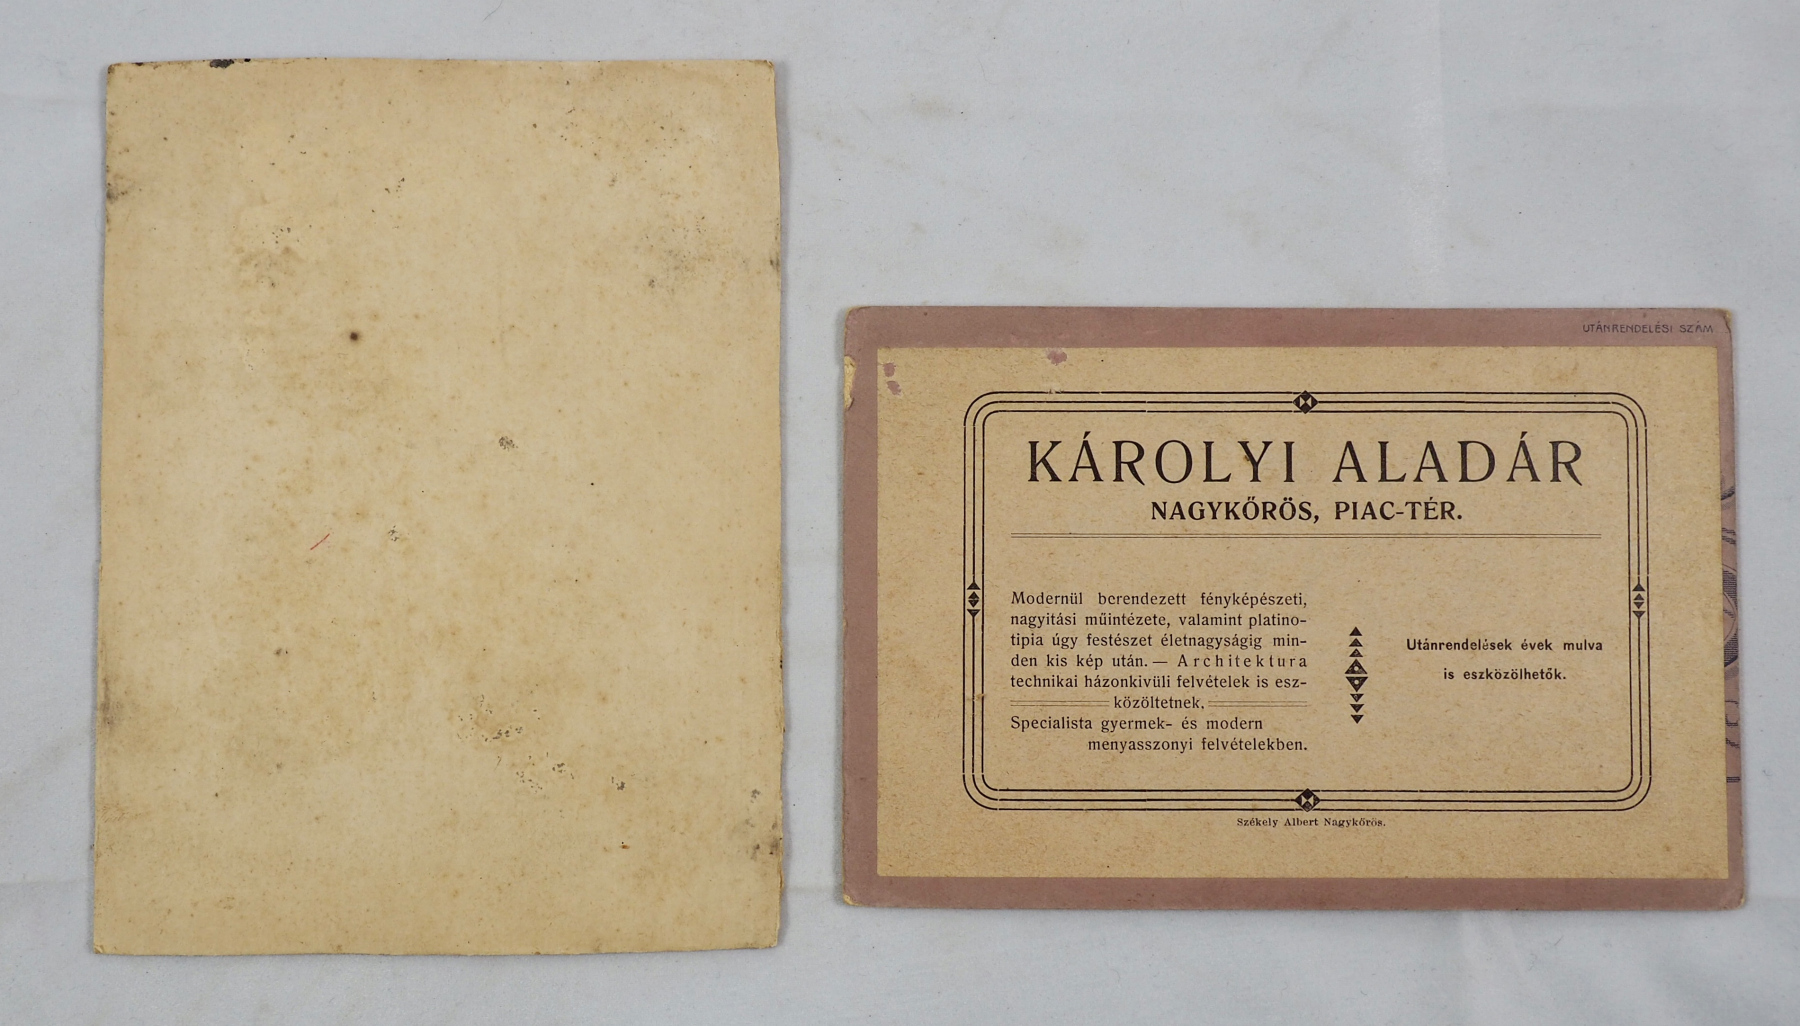 UTÁNRENDELÉSI SZÁM
KÁROLYI ALADÁR
NAGYKŐRÖS, PIAC-TÉR.
Modernül berendezett fényképészeti,
nagyitási műintézete, valamint platino-
tipia úgy festészet életnagyságig min-
den kis kép után. — Architektura
technikai házonkivüli felvételek is esz-
közöltetnek.
Specialista gyermek- és modern
menyasszonyi felvételekben.
Utánrendelések évek mulva
is eszközölhetők.
Székely Albert Nagykőrös.